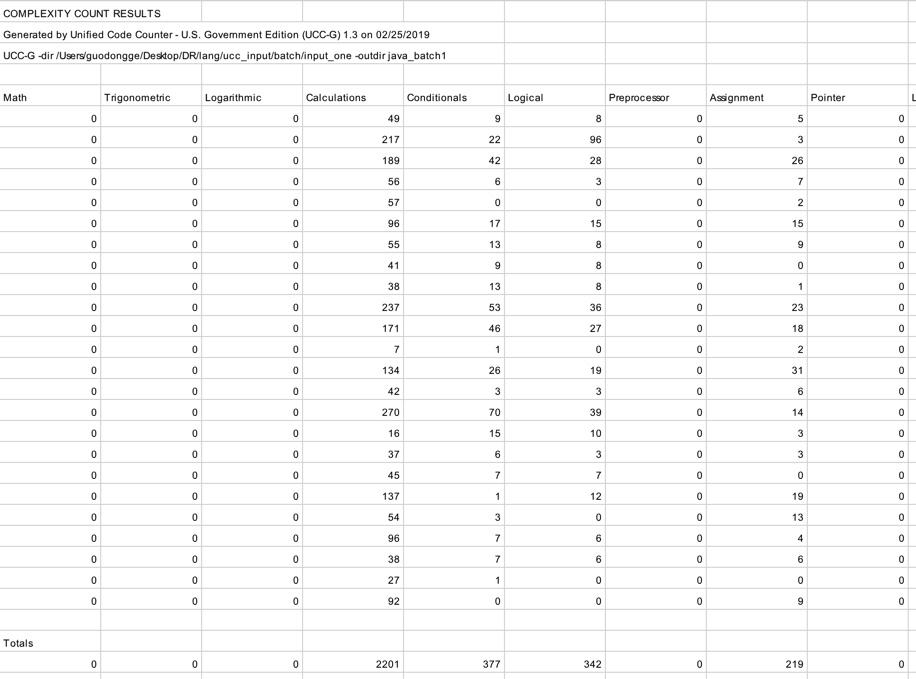 COMPLEXITY COUNT RESULTS
Generated by Unified Code Counter - U.S. Government Edition (UCC-G) 1.3 on 02/25/2019
UCC-G -dir /Users/guodongge/Desktop/DR/lang/ucc_input/batch/input_one -outdir java_batch1
Math Trigonometric Logarithmic Calculations Conditionals Logical Preprocessor Assignment Pointer L
0 0 0 49 9 8 0 5 0
0 0 0 217 22 96 0 3 0
0 0 0 189 42 28 0 26 0
0 0 0 56 6 3 0 7 0
0 0 0 57 0 0 0 2 0
0 0 0 96 17 15 0 15 0
0 0 0 55 13 8 0 9 0
0 0 0 41 9 8 0 0 0
0 0 0 38 13 8 0 1 0
0 0 0 237 53 36 0 23 0
0 0 0 171 46 27 0 18 0
0 0 0 7 1 0 0 2 0
0 0 0 134 26 19 0 31 0
0 0 0 42 3 3 0 6 0
0 0 0 270 70 39 0 14 0
0 0 0 16 15 10 0 3 0
0 0 0 37 6 3 0 3 0
0 0 0 45 7 7 0 0 0
0 0 0 137 1 12 0 19 0
0 0 0 54 3 0 0 13 0
0 0 0 96 7 6 0 4 0
0 0 0 38 7 6 0 6 0
0 0 0 27 1 0 0 0 0
0 0 0 92 0 0 0 9 0
Totals
0 0 0 2201 377 342 0 219 0